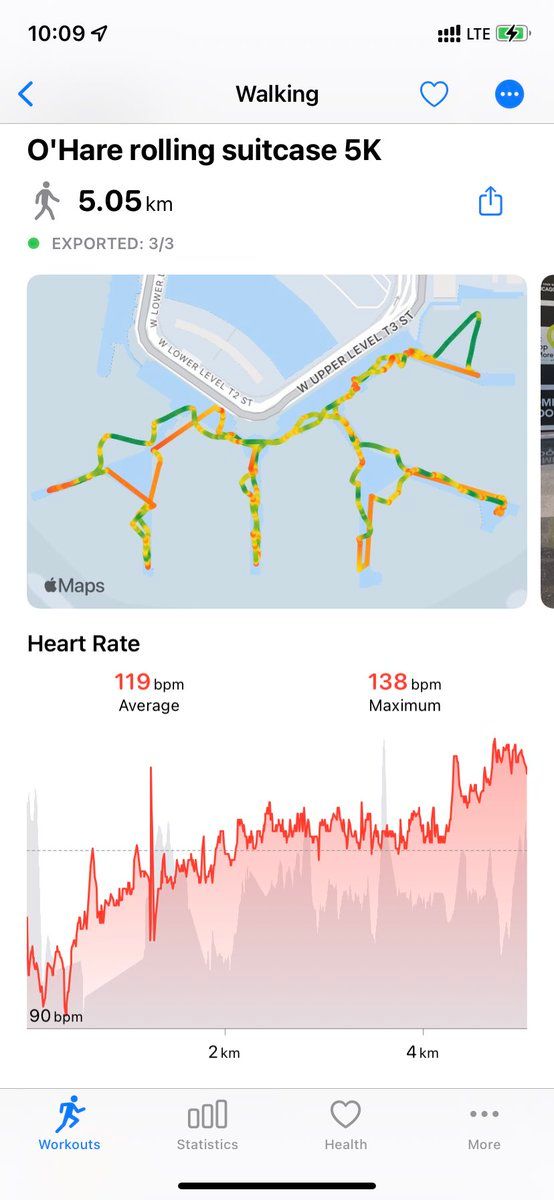 10:09
LTE
Walking
O'Hare rolling suitcase 5K
5.05 km
EXPORTED: 3/3
W LOWER L
W LOWER LEVEL T2 ST
W UPPER LEVEL T3 ST
Maps
Heart Rate
119 bpm
138 bpm
Average
Maximum
90 bpm
2 km
4 km
Workouts
Statistics
Health
More